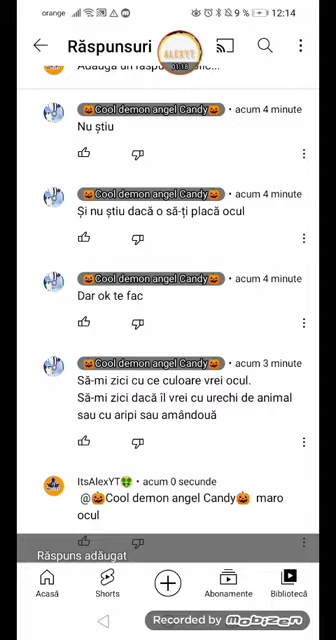 orange 9 % 12:14
Răspunsuri
ALEXYT
01:18
Adaugă un răspuns public...
🎃Cool demon angel Candy🎃 • acum 4 minute
Nu știu
🎃Cool demon angel Candy🎃 • acum 4 minute
Și nu știu dacă o să-ți placă ocul
🎃Cool demon angel Candy🎃 • acum 4 minute
Dar ok te fac
🎃Cool demon angel Candy🎃 • acum 3 minute
Să-mi zici cu ce culoare vrei ocul.
Să-mi zici dacă îl vrei cu urechi de animal
sau cu aripi sau amândouă
ItsAlexYT • acum 0 secunde
@🎃Cool demon angel Candy🎃 maro
ocul
Răspuns adăugat
Acasă Shorts Abonamente Bibliotecă
Recorded by MOBIZEN